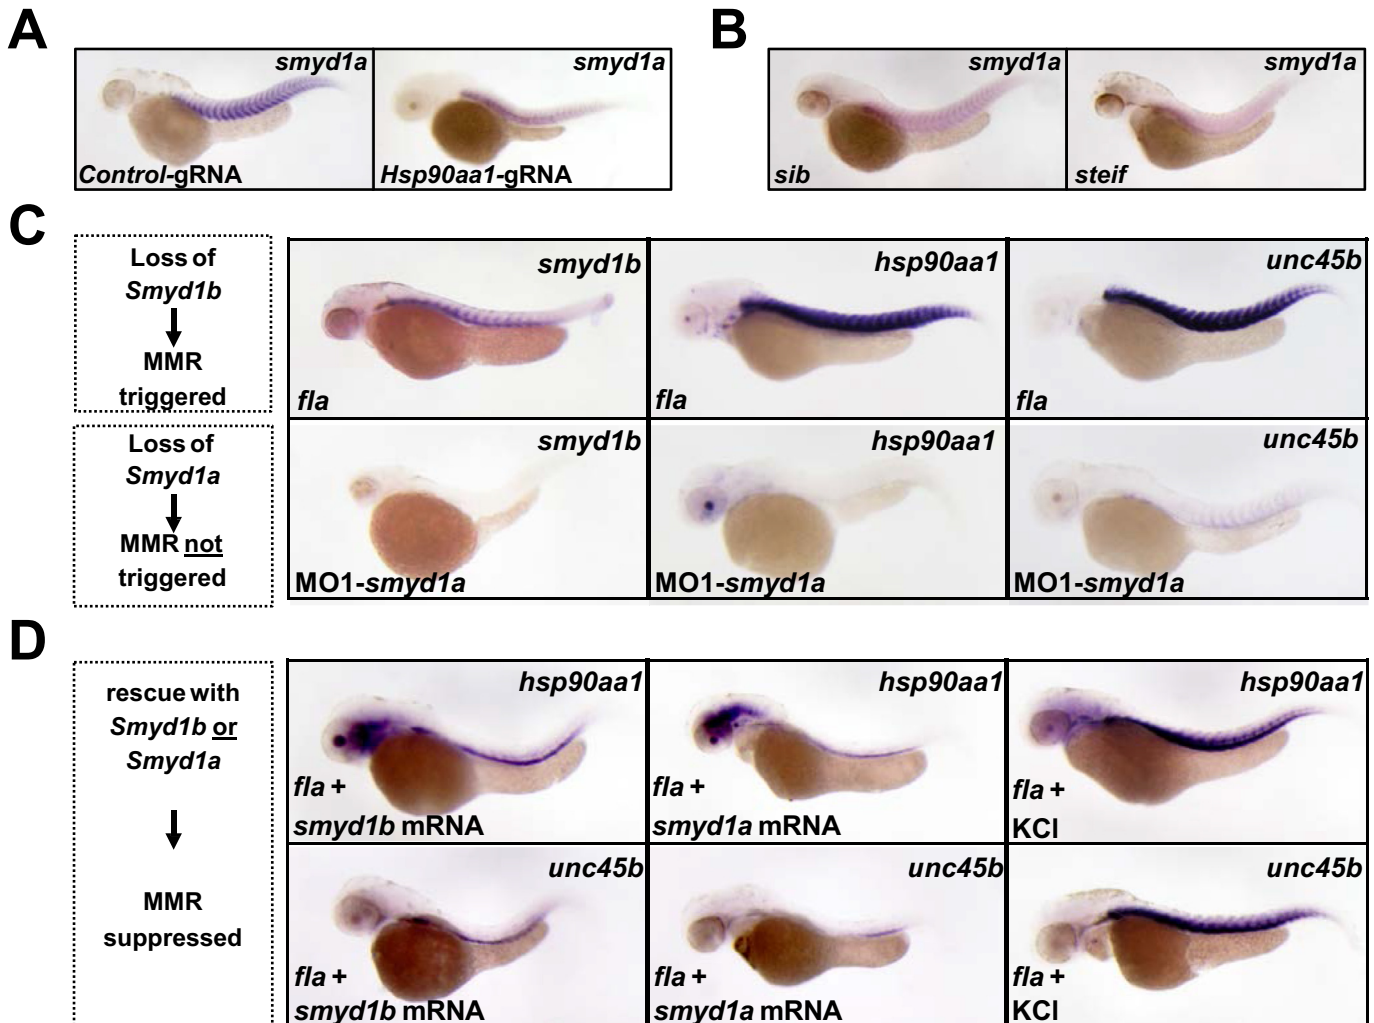 A
smyd1a
Control-gRNA
smyd1a
Hsp90aa1-gRNA
B
smyd1a
sib
smyd1a
steif
C
Loss of
Smyd1b
MMR
triggered
smyd1b
fla
hsp90aa1
fla
unc45b
fla
Loss of
Smyd1a
MMR not
triggered
smyd1b
MO1-smyd1a
hsp90aa1
MO1-smyd1a
unc45b
MO1-smyd1a
D
rescue with
Smyd1b or
Smyd1a
MMR
suppressed
hsp90aa1
fla +
smyd1b mRNA
hsp90aa1
fla +
smyd1a mRNA
hsp90aa1
fla +
KCl
unc45b
fla +
smyd1b mRNA
unc45b
fla +
smyd1a mRNA
unc45b
fla +
KCl